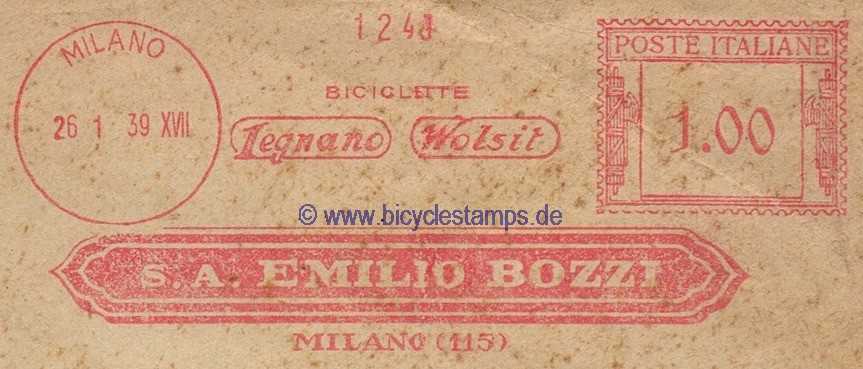 MILANO
26 1 39 XVII
1241
BICICLETTE
Legnano Wolsit
POSTE ITALIANE
1.00
© www.bicyclestamps.de
S. A. EMILIO BOZZI
MILANO (115)